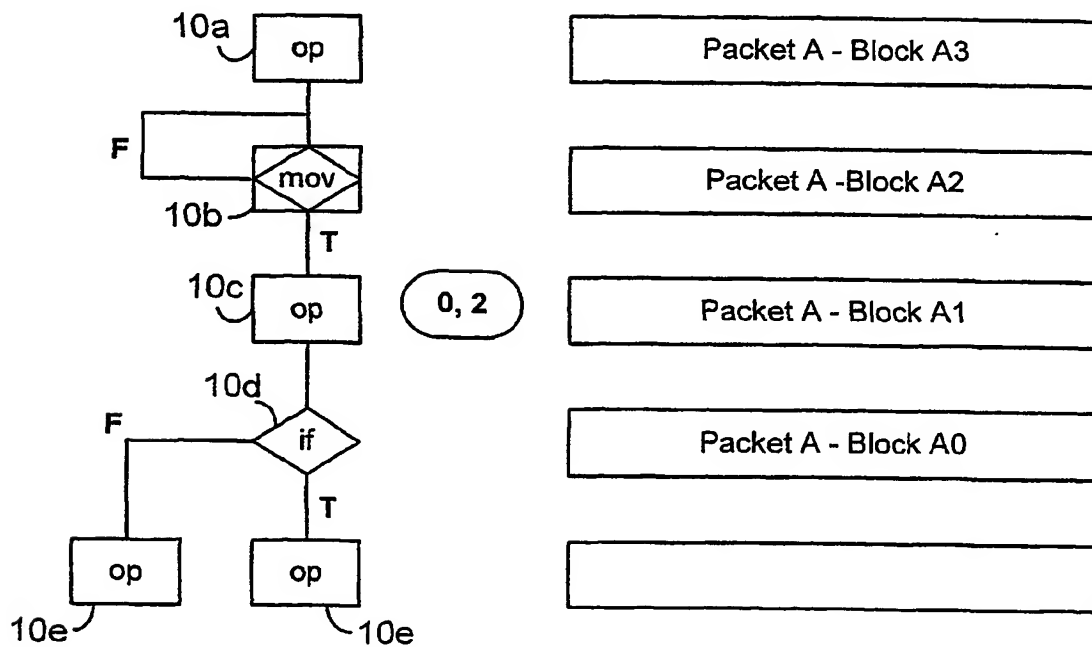 10a
op
Packet A - Block A3
F
mov
Packet A -Block A2
10b
T
10c
op
0, 2
Packet A - Block A1
10d
F
if
Packet A - Block A0
T
op
op
10e
10e